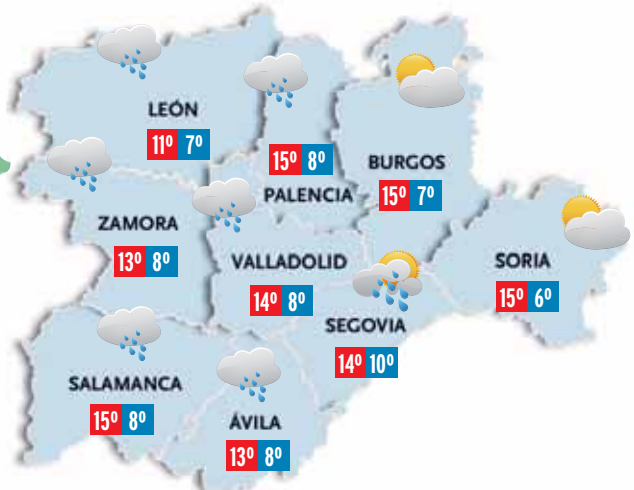 LEÓN
11º 7º
15º 8º
PALENCIA
BURGOS
15º 7º
ZAMORA
13º 8º
VALLADOLID
14º 8º
SORIA
15º 6º
SEGOVIA
14º 10º
SALAMANCA
15º 8º
ÁVILA
13º 8º